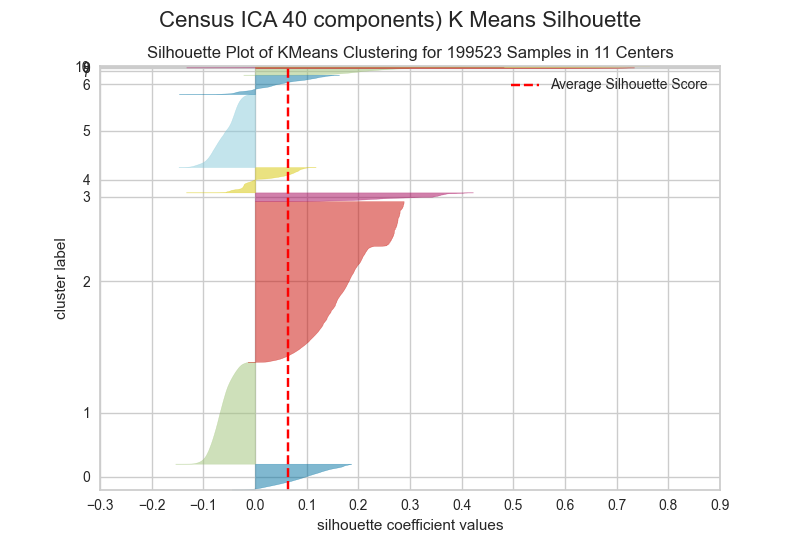 Census ICA 40 components) K Means Silhouette
Silhouette Plot of KMeans Clustering for 199523 Samples in 11 Centers
Average Silhouette Score
cluster label
6
5
4
3
2
1
0
−0.3 −0.2 −0.1 0.0 0.1 0.2 0.3 0.4 0.5 0.6 0.7 0.8 0.9
silhouette coefficient values